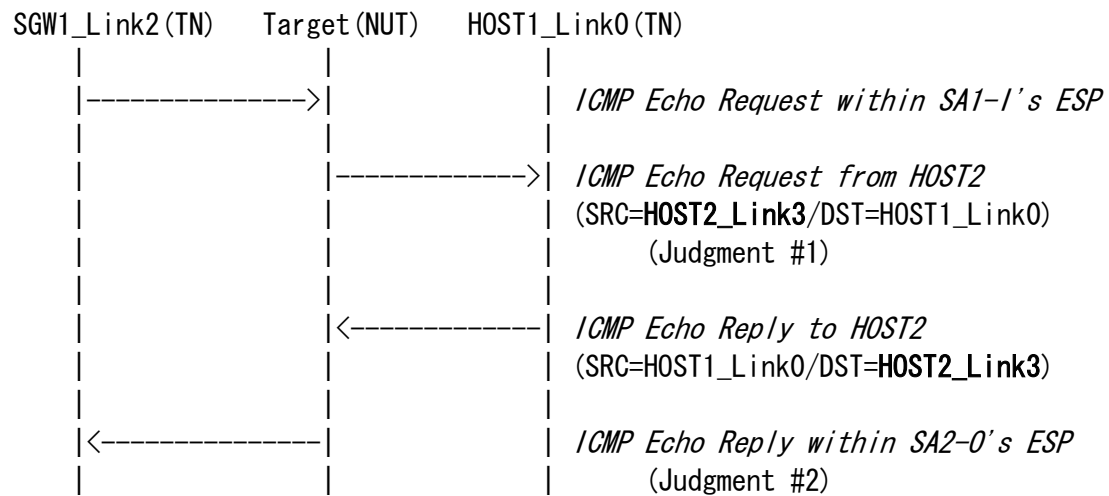 SGW1_Link2(TN) Target(NUT) HOST1_Link0(TN)
| | |
|--------------->| | ICMP Echo Request within SA1-I's ESP
| | |
| |------------->| ICMP Echo Request from HOST2
| | | (SRC=HOST2_Link3/DST=HOST1_Link0)
| | | (Judgment #1)
| | |
| |<-------------| ICMP Echo Reply to HOST2
| | | (SRC=HOST1_Link0/DST=HOST2_Link3)
| | |
|<---------------| | ICMP Echo Reply within SA2-O's ESP
| | | (Judgment #2)